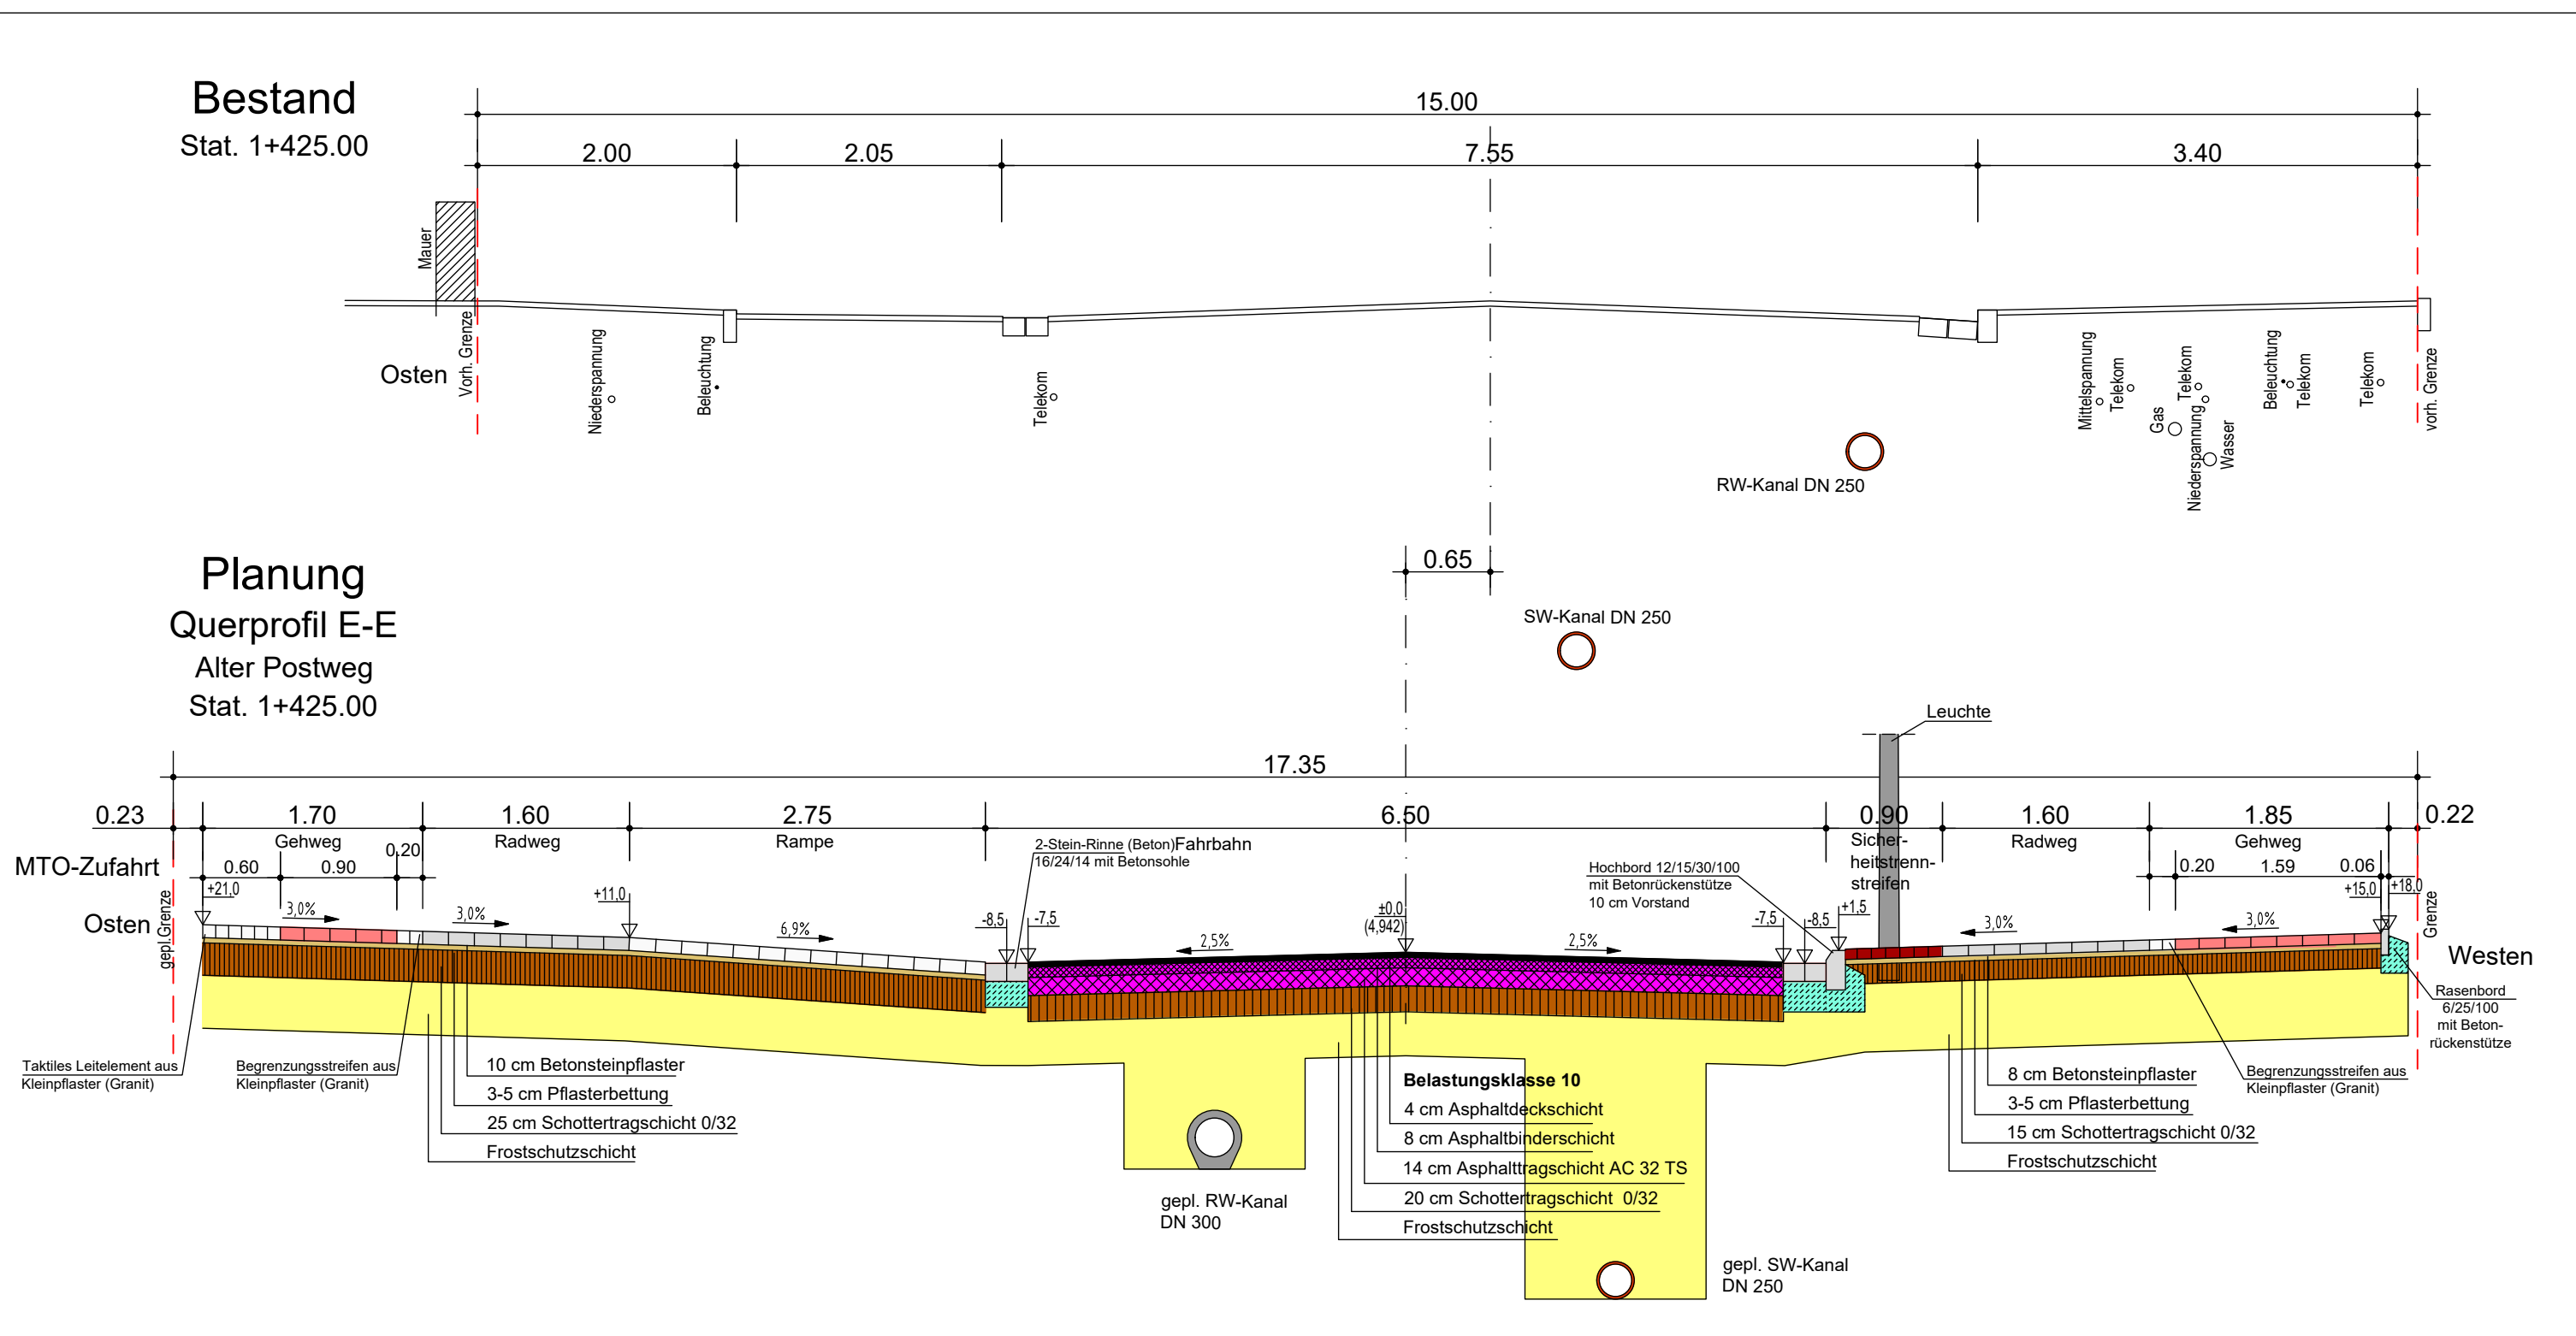 Bestand
Stat. 1+425.00
15.00
2.00
2.05
7.55
3.40
Mauer
Vorh. Grenze
Osten
Niederspannung
Beleuchtung
Telekom
Mittelspannung
Telekom
Gas
Telekom
Niederspannung
Wasser
Beleuchtung
Telekom
Telekom
vorh. Grenze
RW-Kanal DN 250
0.65
SW-Kanal DN 250
Planung
Querprofil E-E
Alter Postweg
Stat. 1+425.00
Leuchte
17.35
0.23
1.70
1.60
2.75
6.50
0.90
1.60
1.85
0.22
Gehweg
Radweg
Rampe
Fahrbahn
Sicher-
heitstrenn-
streifen
Radweg
Gehweg
MTO-Zufahrt
0.60
0.90
0.20
0.20
1.59
0.06
2-Stein-Rinne (Beton)
16/24/14 mit Betonsohle
Hochbord 12/15/30/100
mit Betonrückenstütze
10 cm Vorstand
Osten
gepl.Grenze
+21,0
3,0%
3,0%
+11,0
6,9%
-8,5
-7,5
2,5%
±0,0
(4,942)
2,5%
-7,5
-8,5
+1,5
3,0%
3,0%
+15,0
+18,0
Grenze
Westen
Rasenbord
6/25/100
mit Beton-
rückenstütze
Taktiles Leitelement aus
Kleinpflaster (Granit)
Begrenzungsstreifen aus
Kleinpflaster (Granit)
10 cm Betonsteinpflaster
3-5 cm Pflasterbettung
25 cm Schottertragschicht 0/32
Frostschutzschicht
gepl. RW-Kanal
DN 300
Belastungsklasse 10
4 cm Asphaltdeckschicht
8 cm Asphaltbinderschicht
14 cm Asphalttragschicht AC 32 TS
20 cm Schottertragschicht 0/32
Frostschutzschicht
gepl. SW-Kanal
DN 250
8 cm Betonsteinpflaster
3-5 cm Pflasterbettung
15 cm Schottertragschicht 0/32
Frostschutzschicht
Begrenzungsstreifen aus
Kleinpflaster (Granit)